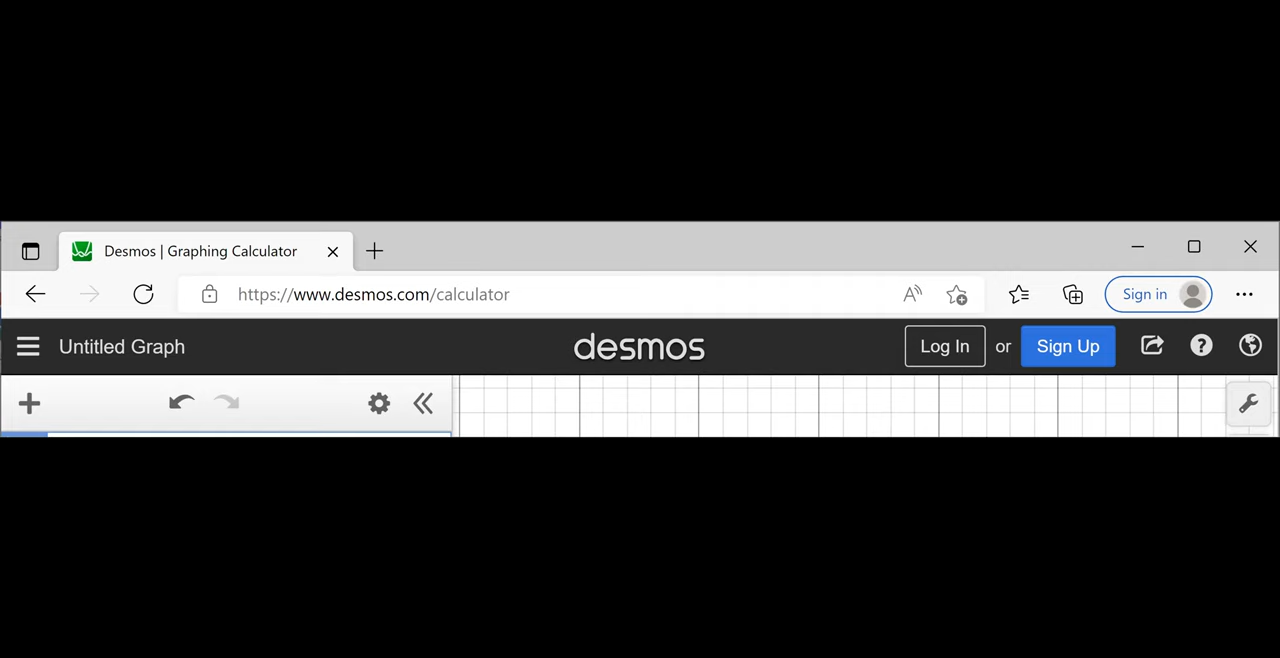 Desmos | Graphing Calculator
https://www.desmos.com/calculator
Sign in
Untitled Graph
desmos
Log In or Sign Up